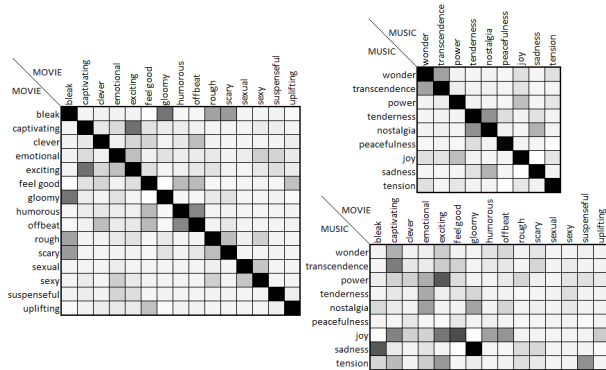 MOVIE
MOVIE
bleak
captivating
clever
emotional
exciting
feel good
gloomy
humorous
offbeat
rough
scary
sexual
sexy
suspenseful
uplifting
bleak
captivating
clever
emotional
exciting
feel good
gloomy
humorous
offbeat
rough
scary
sexual
sexy
suspenseful
uplifting
MUSIC
MUSIC
wonder
transcendence
power
tenderness
nostalgia
peacefulness
joy
sadness
tension
wonder
transcendence
power
tenderness
nostalgia
peacefulness
joy
sadness
tension
MOVIE
MUSIC
bleak
captivating
clever
emotional
exciting
feel good
gloomy
humorous
offbeat
rough
scary
sexual
sexy
suspenseful
uplifting
wonder
transcendence
power
tenderness
nostalgia
peacefulness
joy
sadness
tension